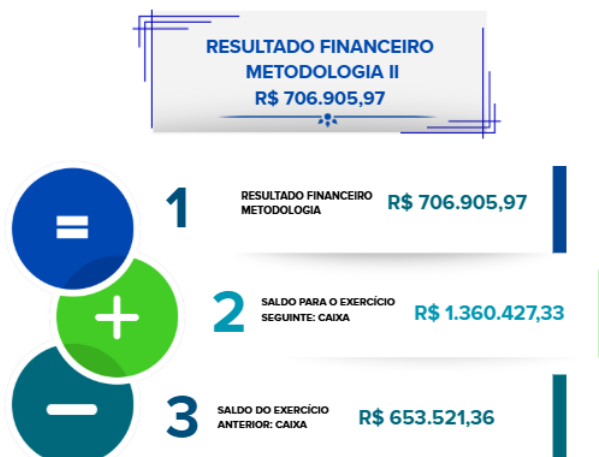 RESULTADO FINANCEIRO
METODOLOGIA II
R$ 706.905,97
1
RESULTADO FINANCEIRO
METODOLOGIA
R$ 706.905,97
2
SALDO PARA O EXERCÍCIO
SEGUINTE: CAIXA
R$ 1.360.427,33
3
SALDO DO EXERCÍCIO
ANTERIOR: CAIXA
R$ 653.521,36